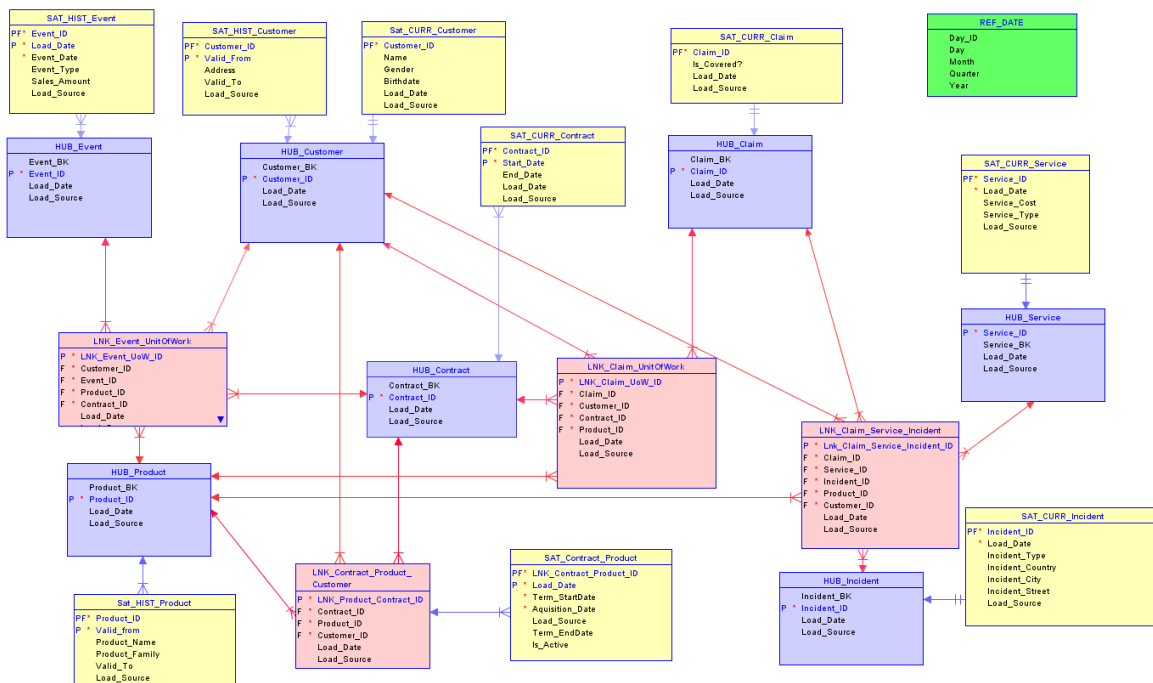 SAT_HIST_Event
PF* Event_ID
P * Load_Date
* Event_Date
Event_Type
Sales_Amount
Load_Source
SAT_HIST_Customer
PF* Customer_ID
P * Valid_From
Address
Valid_To
Load_Source
Sat_CURR_Customer
PF* Customer_ID
Name
Gender
Birthdate
Load_Date
Load_Source
SAT_CURR_Claim
PF* Claim_ID
Is_Covered?
Load_Date
Load_Source
REF_DATE
Day_ID
Day
Month
Quarter
Year
HUB_Event
Event_BK
P * Event_ID
Load_Date
Load_Source
HUB_Customer
Customer_BK
P * Customer_ID
Load_Date
Load_Source
SAT_CURR_Contract
PF* Contract_ID
P * Start_Date
End_Date
Load_Date
Load_Source
HUB_Claim
Claim_BK
P * Claim_ID
Load_Date
Load_Source
SAT_CURR_Service
PF* Service_ID
* Load_Date
Service_Cost
Service_Type
Load_Source
LNK_Event_UnitOfWork
P * LNK_Event_UoW_ID
F * Customer_ID
F * Event_ID
F * Product_ID
F * Contract_ID
Load_Date
HUB_Contract
Contract_BK
P * Contract_ID
Load_Date
Load_Source
LNK_Claim_UnitOfWork
P * LNK_Claim_UoW_ID
F * Claim_ID
F * Customer_ID
F * Contract_ID
F * Product_ID
Load_Date
Load_Source
HUB_Service
P * Service_ID
Service_BK
Load_Date
Load_Source
LNK_Claim_Service_Incident
P * Lnk_Claim_Service_Incident_ID
F * Claim_ID
F * Service_ID
F * Incident_ID
F * Product_ID
F * Customer_ID
Load_Date
Load_Source
HUB_Product
Product_BK
P * Product_ID
Load_Date
Load_Source
SAT_CURR_Incident
PF* Incident_ID
* Load_Date
Incident_Type
Incident_Country
Incident_City
Incident_Street
Load_Source
LNK_Contract_Product_
Customer
P * LNK_Product_Contract_ID
F * Contract_ID
F * Product_ID
F * Customer_ID
Load_Date
Load_Source
SAT_Contract_Product
PF* LNK_Contract_Product_ID
P * Load_Date
* Term_StartDate
* Aquisition_Date
Load_Source
Term_EndDate
Is_Active
HUB_Incident
Incident_BK
P * Incident_ID
Load_Date
Load_Source
Sat_HIST_Product
PF* Product_ID
P * Valid_from
Product_Name
Product_Family
Valid_To
Load_Source